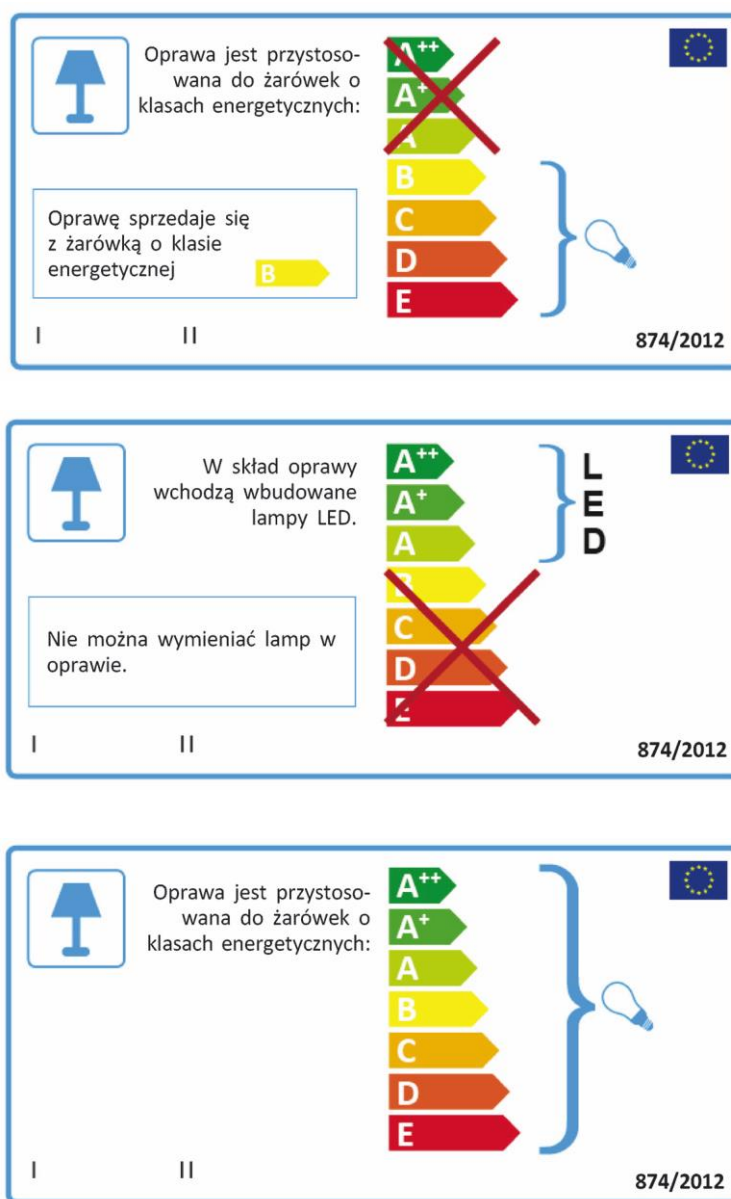 Oprawa jest przystoso-
wana do żarówek o
klasach energetycznych:
A++
A+
A
B
C
D
E
Oprawę sprzedaje się
z żarówką o klasie
energetycznej B
I II
874/2012
W skład oprawy
wchodzą wbudowane
lampy LED.
A++
A+
A
B
C
D
E
L
E
D
Nie można wymieniać lamp w
oprawie.
I II
874/2012
Oprawa jest przystoso-
wana do żarówek o
klasach energetycznych:
A++
A+
A
B
C
D
E
I II
874/2012